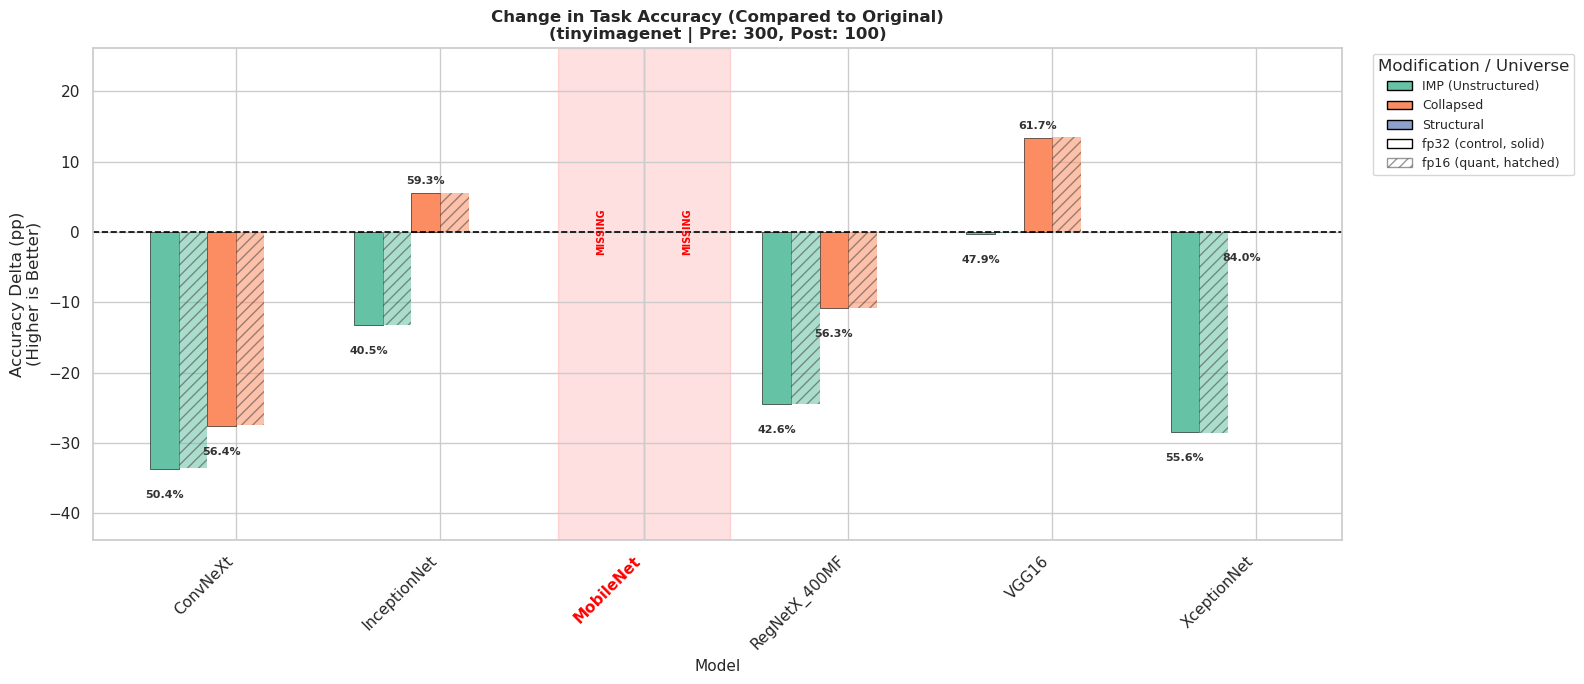 Change in Task Accuracy (Compared to Original)
(tinyimagenet | Pre: 300, Post: 100)
Accuracy Delta (pp)
(Higher is Better)
20
10
0
−10
−20
−30
−40
50.4%
56.4%
40.5%
59.3%
MISSING
MISSING
42.6%
56.3%
47.9%
61.7%
55.6%
84.0%
ConvNeXt
InceptionNet
MobileNet
RegNetX_400MF
VGG16
XceptionNet
Model
Modification / Universe
IMP (Unstructured)
Collapsed
Structural
fp32 (control, solid)
fp16 (quant, hatched)